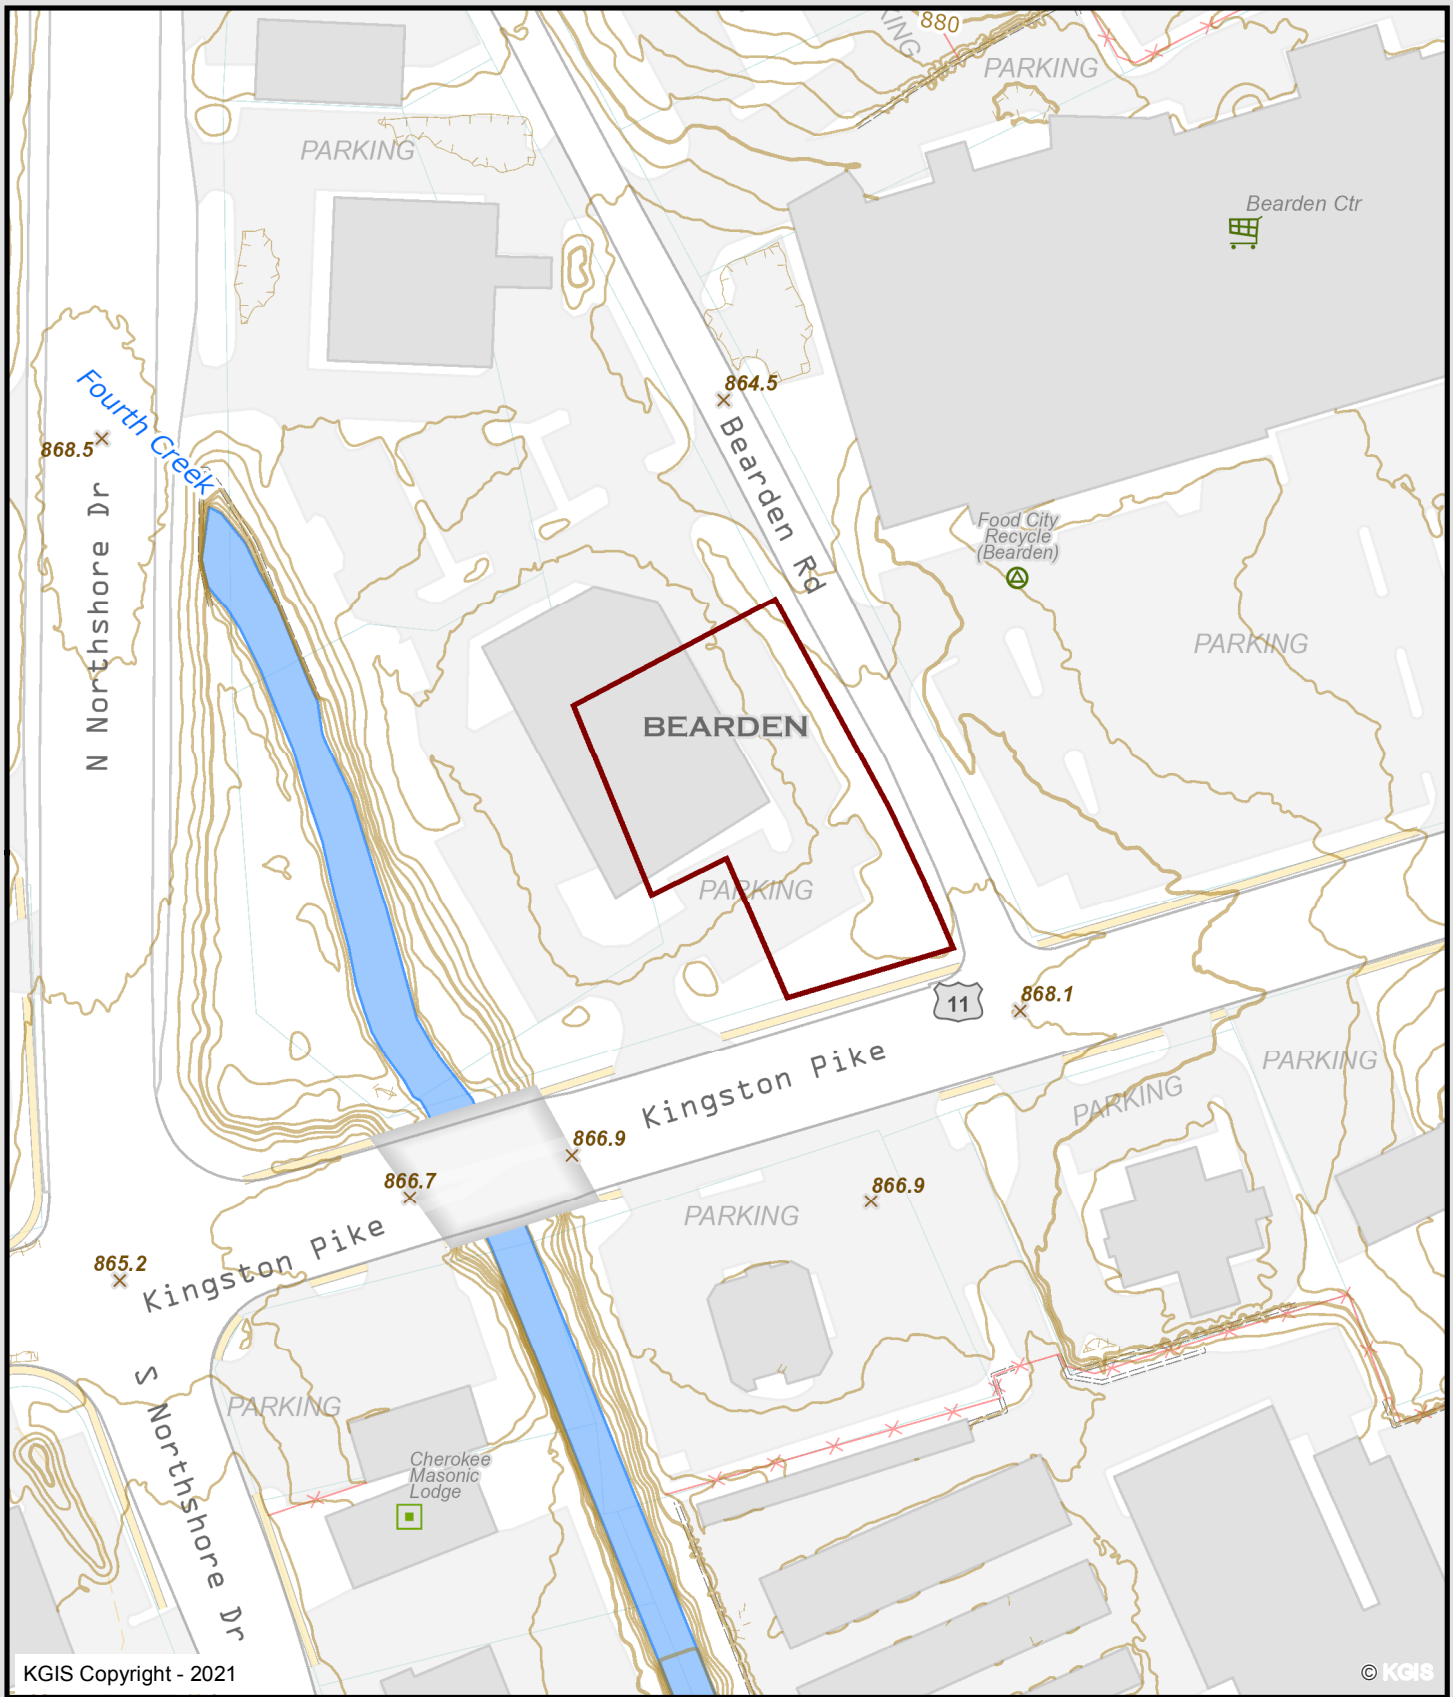 KING
880
PARKING
PARKING
Bearden Ctr
864.5
Fourth Creek
868.5
Bearden Rd
N Northshore Dr
Food City
Recycle
(Bearden)
PARKING
BEARDEN
PARKING
11
868.1
Kingston Pike
PARKING
PARKING
866.9
866.7
866.9
PARKING
Kingston Pike
865.2
S Northshore Dr
PARKING
Cherokee
Masonic
Lodge
KGIS Copyright - 2021
© KGIS